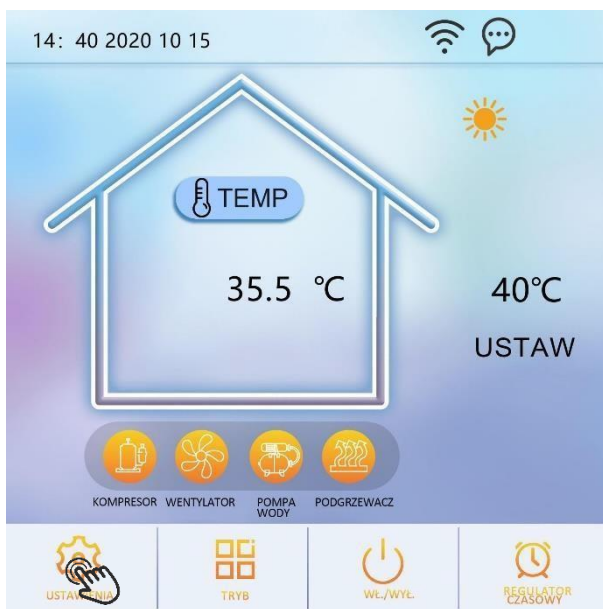 14: 40 2020 10 15
TEMP
35.5 °C
40°C
USTAW
KOMPRESOR WENTYLATOR POMPA WODY PODGRZEWACZ
USTAWIENIA TRYB WŁ./WYŁ. REGULATOR CZASOWY